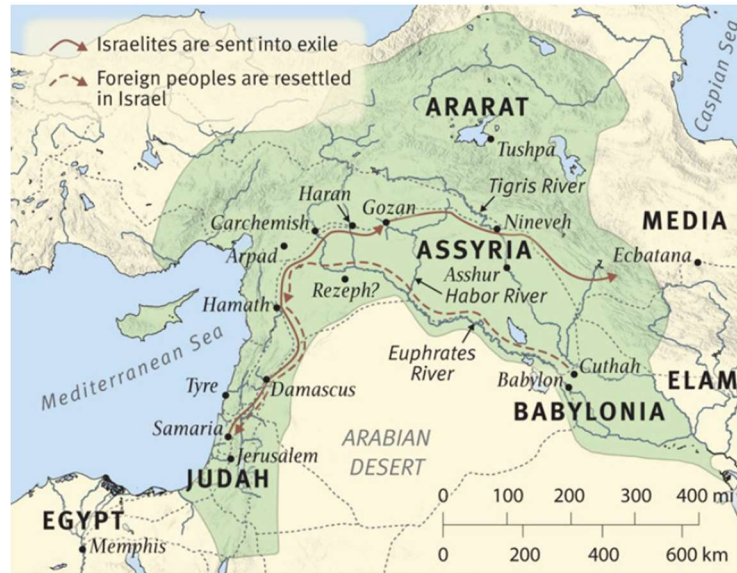 Israelites are sent into exile
Foreign peoples are resettled
in Israel
Caspian Sea
ARARAT
Tushpa
Tigris River
Haran
Gozan
Carchemish
Nineveh
MEDIA
Arpad
ASSYRIA
Ecbatana
Asshur
Rezeph?
Habor River
Hamath
Mediterranean Sea
Euphrates
River
Cuthah
Tyre
Damascus
Babylon
ELAM
BABYLONIA
Samaria
ARABIAN
DESERT
Jerusalem
JUDAH
0 100 200 300 400 mi
EGYPT
Memphis
0 200 400 600 km